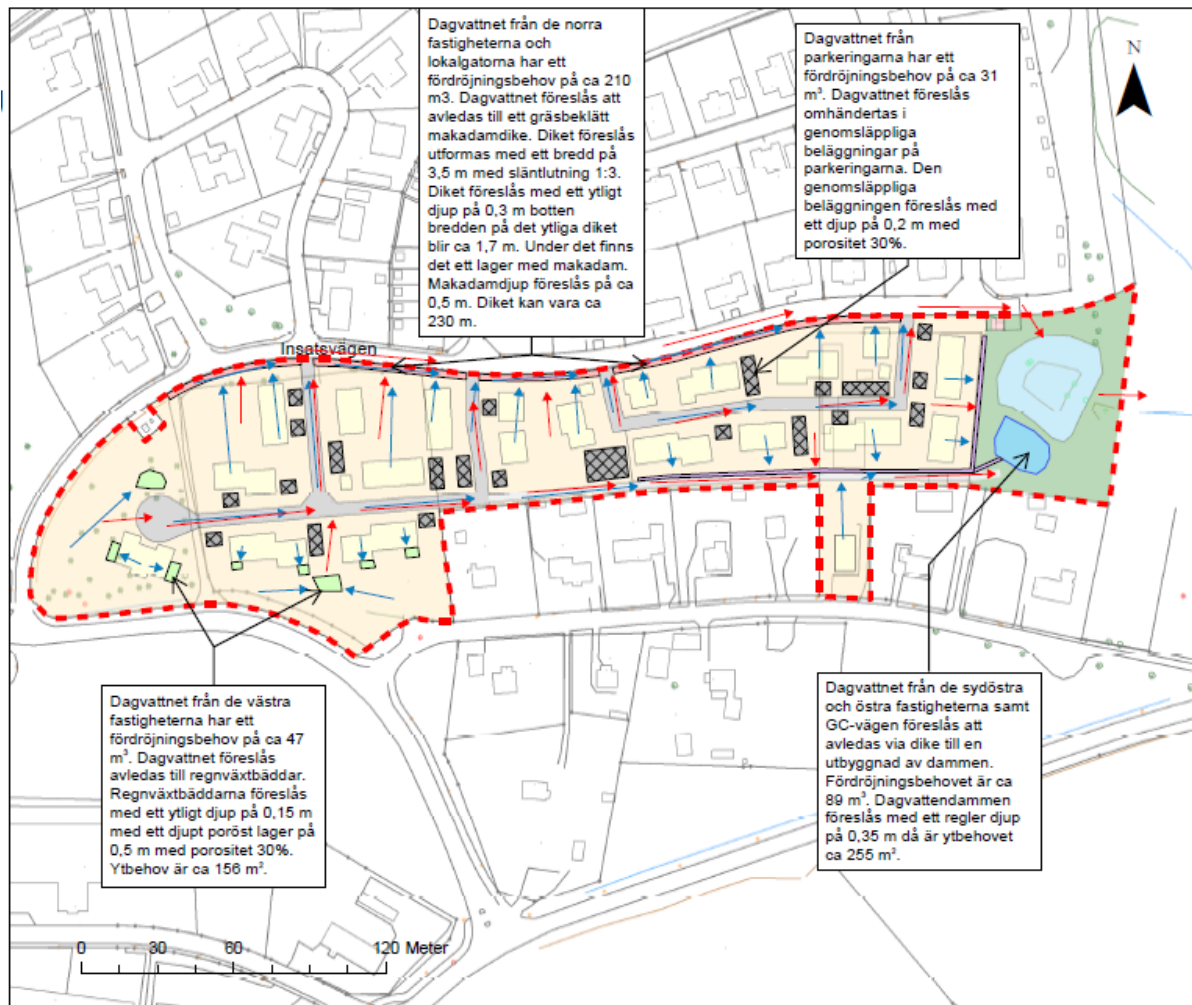 Dagvattnet från de norra
fastigheterna och
lokalgatorna har ett
fördröjningsbehov på ca 210
m3. Dagvattnet föreslås att
avledas till ett gräsbeklätt
makadamdike. Diket föreslås
utformas med ett bredd på
3,5 m med släntlutning 1:3.
Diket föreslås med ett ytligt
djup på 0,3 m botten
bredden på det ytliga diket
blir ca 1,7 m. Under det finns
det ett lager med makadam.
Makadamdjup föreslås på ca
0,5 m. Diket kan vara ca
230 m.
Dagvattnet från
parkeringarna har ett
fördröjningsbehov på ca 31
m³. Dagvattnet föreslås
omhändertas i
genomsläppliga
beläggningar på
parkeringarna. Den
genomsläppliga
beläggningen föreslås med
ett djup på 0,2 m med
porositet 30%.
N
Insatsvägen
Dagvattnet från de västra
fastigheterna har ett
fördröjningsbehov på ca 47
m³. Dagvattnet föreslås
avledas till regnväxtbäddar.
Regnväxtbäddarna föreslås
med ett ytligt djup på 0,15 m
med ett djupt poröst lager på
0,5 m med porositet 30%.
Ytbehov är ca 156 m².
Dagvattnet från de sydöstra
och östra fastigheterna samt
GC-vägen föreslås att
avledas via dike till en
utbyggnad av dammen.
Fördröjningsbehovet är ca
89 m³. Dagvattendammen
föreslås med ett regler djup
på 0,35 m då är ytbehovet
ca 255 m².
0 30 60 120 Meter